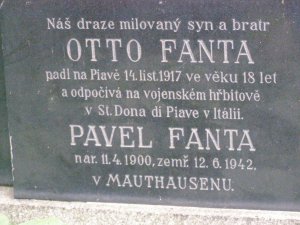 Náš draze milovaný syn a bratr
OTTO FANTA
padl na Piavě 14. list. 1917 ve věku 18 let
a odpočívá na vojenském hřbitově
v St. Dona di Piave v Itálii.
PAVEL FANTA
nar. 11. 4. 1900, zemř. 12. 6. 1942,
v MAUTHAUSENU.